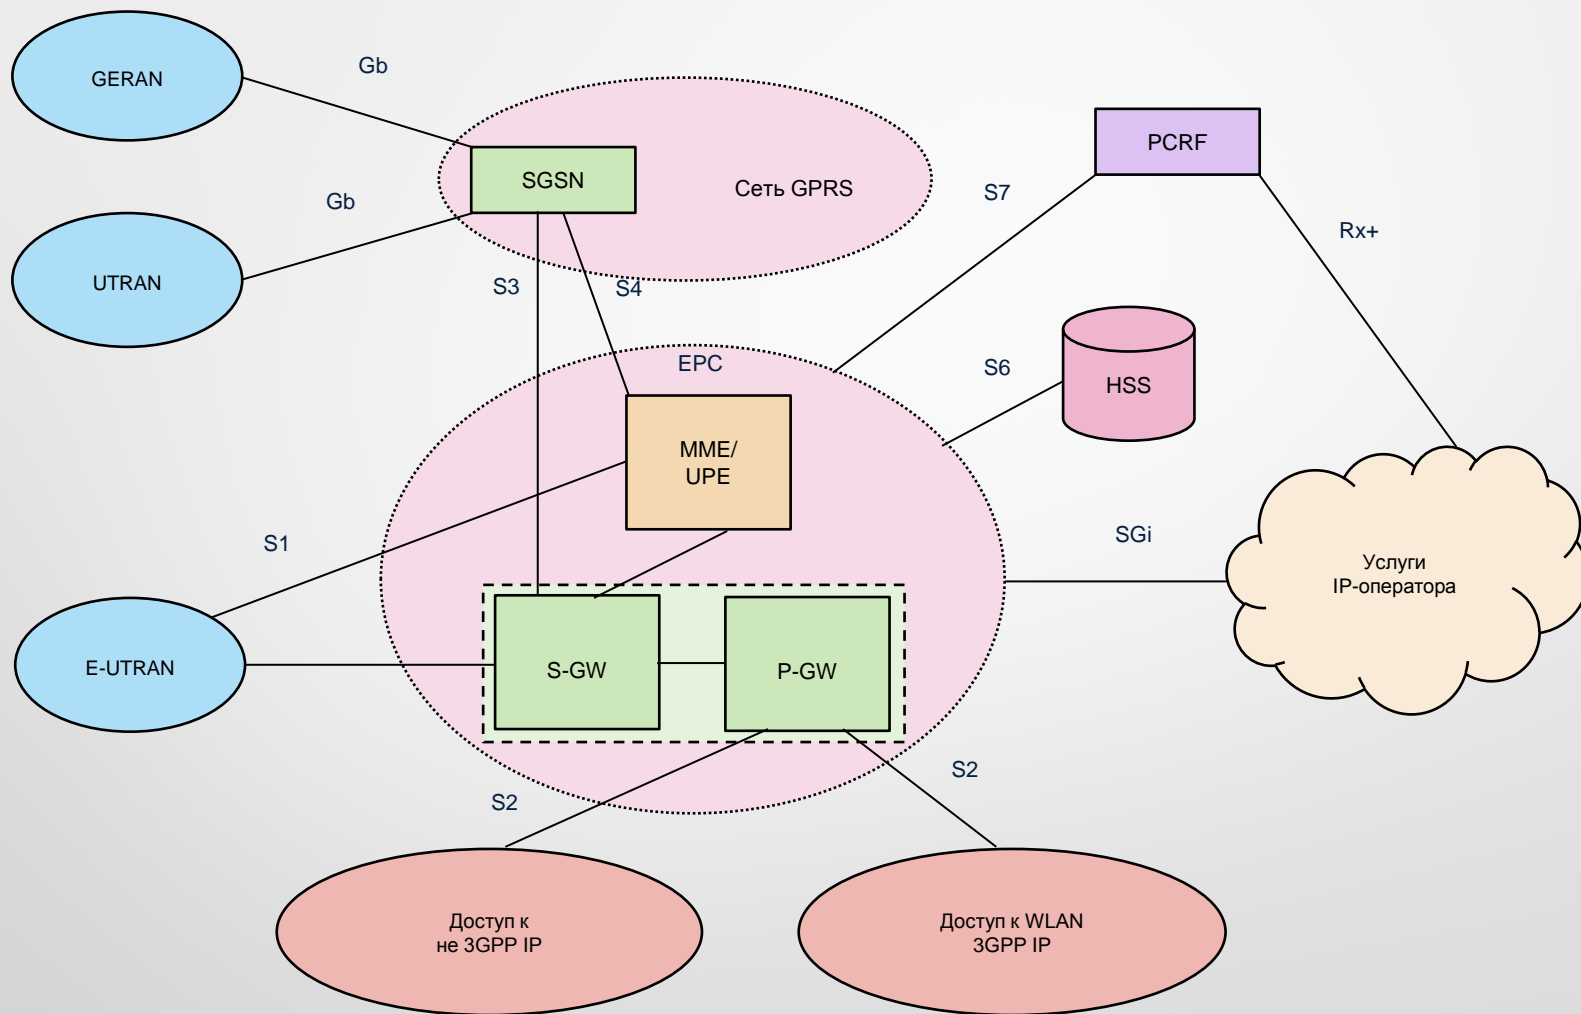 GERAN
Gb
SGSN
Сеть GPRS
PCRF
Gb
S7
Rx+
UTRAN
S3
S4
EPC
S6
HSS
MME/
UPE
S1
SGi
Услуги
IP-оператора
E-UTRAN
S-GW
P-GW
S2
S2
Доступ к
не 3GPP IP
Доступ к WLAN
3GPP IP